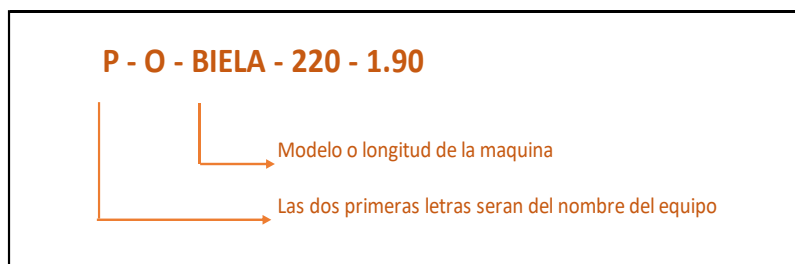 P - O - BIELA - 220 - 1.90
Modelo o longitud de la maquina
Las dos primeras letras seran del nombre del equipo